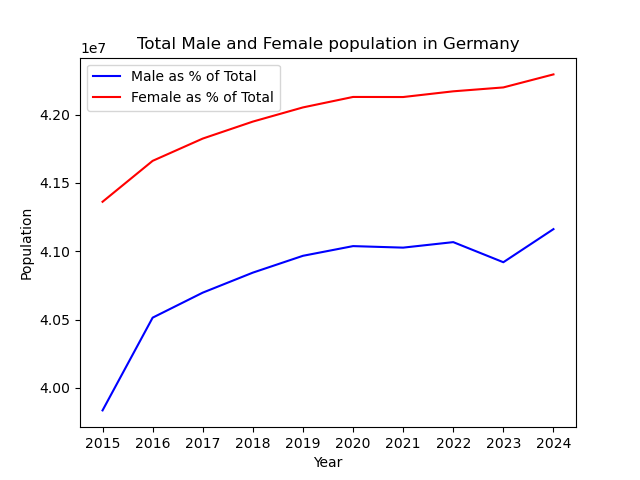 Total Male and Female population in Germany
1e7
Male as % of Total
Female as % of Total
4.20
4.15
4.10
4.05
4.00
Population
2015 2016 2017 2018 2019 2020 2021 2022 2023 2024
Year